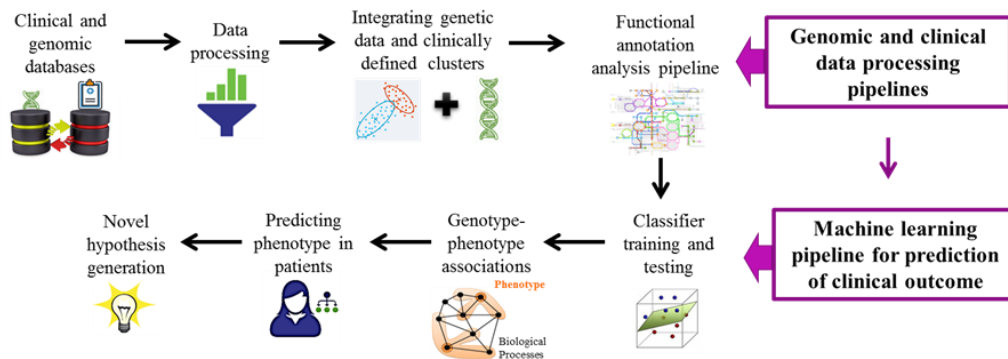 Clinical and
genomic
databases
Data
processing
Integrating genetic
data and clinically
defined clusters
Functional
annotation
analysis pipeline
Genomic and clinical
data processing
pipelines
Novel
hypothesis
generation
Predicting
phenotype in
patients
Genotype-
phenotype
associations
Phenotype
Biological
Processes
Classifier
training and
testing
Machine learning
pipeline for prediction
of clinical outcome